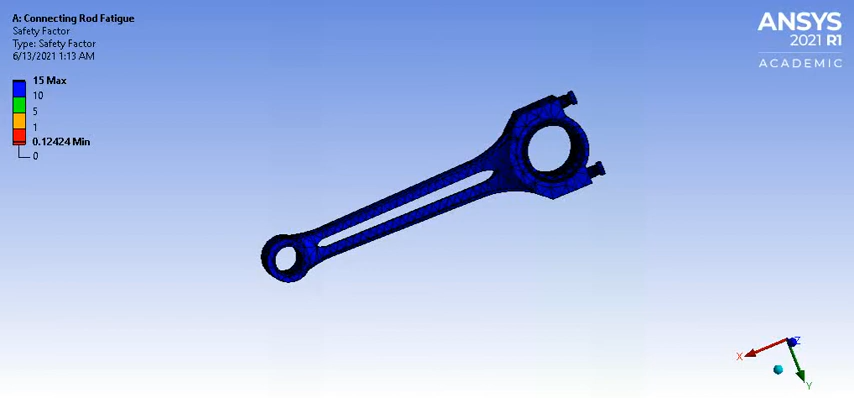 A: Connecting Rod Fatigue
Safety Factor
Type: Safety Factor
6/13/2021 1:13 AM
15 Max
10
5
1
0.12424 Min
0
ANSYS
2021 R1
ACADEMIC
Z
X
Y